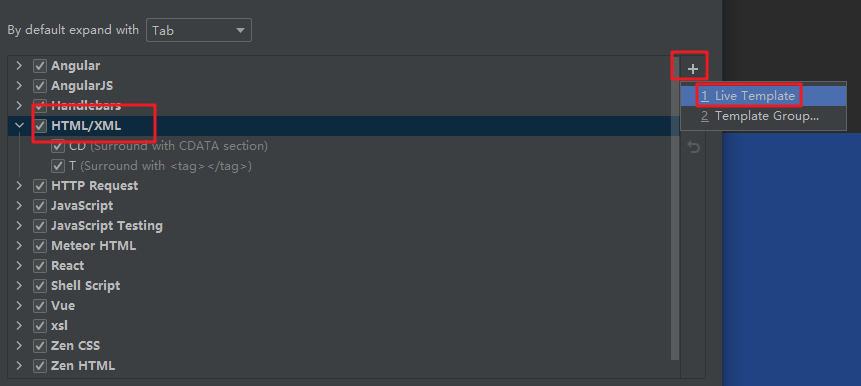 By default expand with Tab
Angular
AngularJS
Handlebars
HTML/XML
CD (Surround with CDATA section)
T (Surround with <tag></tag>)
HTTP Request
JavaScript
JavaScript Testing
Meteor HTML
React
Shell Script
Vue
xsl
Zen CSS
Zen HTML
1 Live Template
2 Template Group...